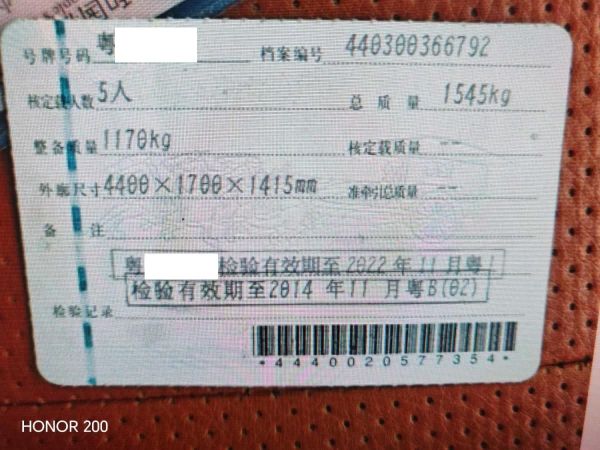 号牌号码 粤 档案编号 440300366792
核定载人数 5人 总质量 1545kg
整备质量 1170kg 核定载质量 --
外廓尺寸 4400×1700×1415mm 准牵引总质量 --
备注
粤 检验有效期至2022年11月粤
检验有效期至2014年11月粤B(02)
检验记录
*4440020577354*
HONOR 200